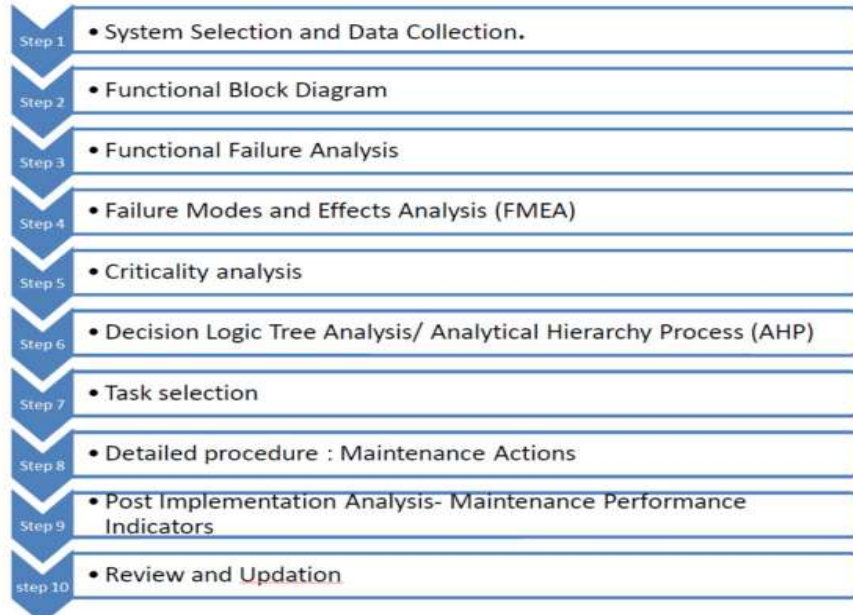 Step 1
• System Selection and Data Collection.
Step 2
• Functional Block Diagram
Step 3
• Functional Failure Analysis
Step 4
• Failure Modes and Effects Analysis (FMEA)
Step 5
• Criticality analysis
Step 6
• Decision Logic Tree Analysis/ Analytical Hierarchy Process (AHP)
Step 7
• Task selection
Step 8
• Detailed procedure : Maintenance Actions
Step 9
• Post Implementation Analysis- Maintenance Performance
Indicators
step 10
• Review and Updation